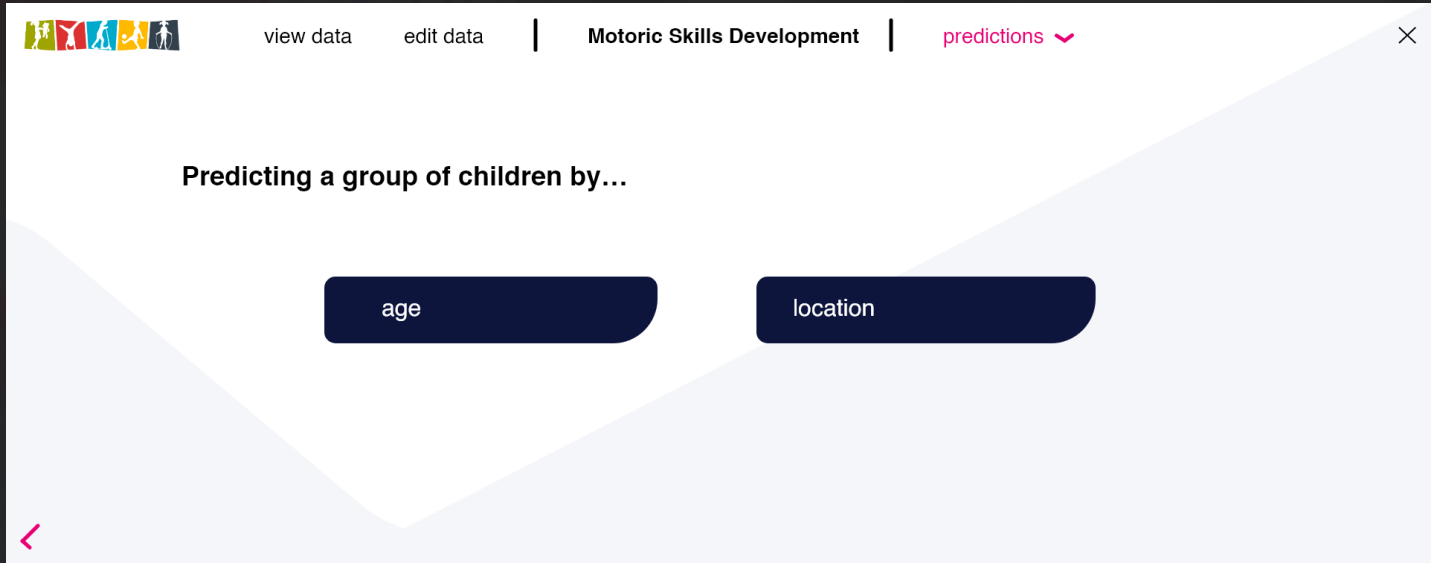 view data edit data Motoric Skills Development predictions
Predicting a group of children by...
age location